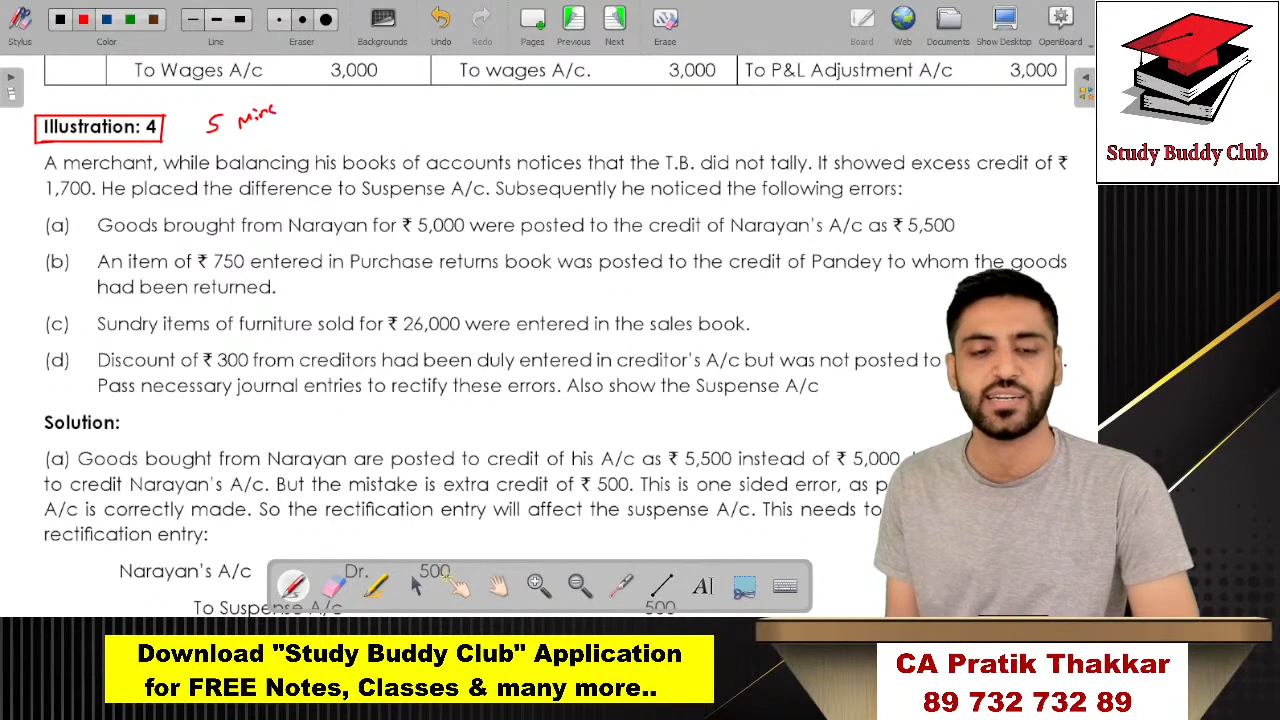 Stylus
Color
Line
Eraser
Backgrounds
Undo
Redo
Pages
Previous
Next
Erase
Board
Web
Documents
Show Desktop
OpenBoard
To Wages A/c 3,000 To wages A/c. 3,000 To P&L Adjustment A/c 3,000
Illustration: 4 5 mins
A merchant, while balancing his books of accounts notices that the T.B. did not tally. It showed excess credit of ₹
1,700. He placed the difference to Suspense A/c. Subsequently he noticed the following errors:
(a) Goods brought from Narayan for ₹ 5,000 were posted to the credit of Narayan's A/c as ₹ 5,500
(b) An item of ₹ 750 entered in Purchase returns book was posted to the credit of Pandey to whom the goods
had been returned.
(c) Sundry items of furniture sold for ₹ 26,000 were entered in the sales book.
(d) Discount of ₹ 300 from creditors had been duly entered in creditor's A/c but was not posted to
Pass necessary journal entries to rectify these errors. Also show the Suspense A/c
Solution:
(a) Goods bought from Narayan are posted to credit of his A/c as ₹ 5,500 instead of ₹ 5,000.
to credit Narayan's A/c. But the mistake is extra credit of ₹ 500. This is one sided error, as
A/c is correctly made. So the rectification entry will affect the suspense A/c. This needs to
rectification entry:
Narayan's A/c Dr. 500
To Suspense A/c 500
Study Buddy Club
Download "Study Buddy Club" Application
for FREE Notes, Classes & many more..
CA Pratik Thakkar
89 732 732 89